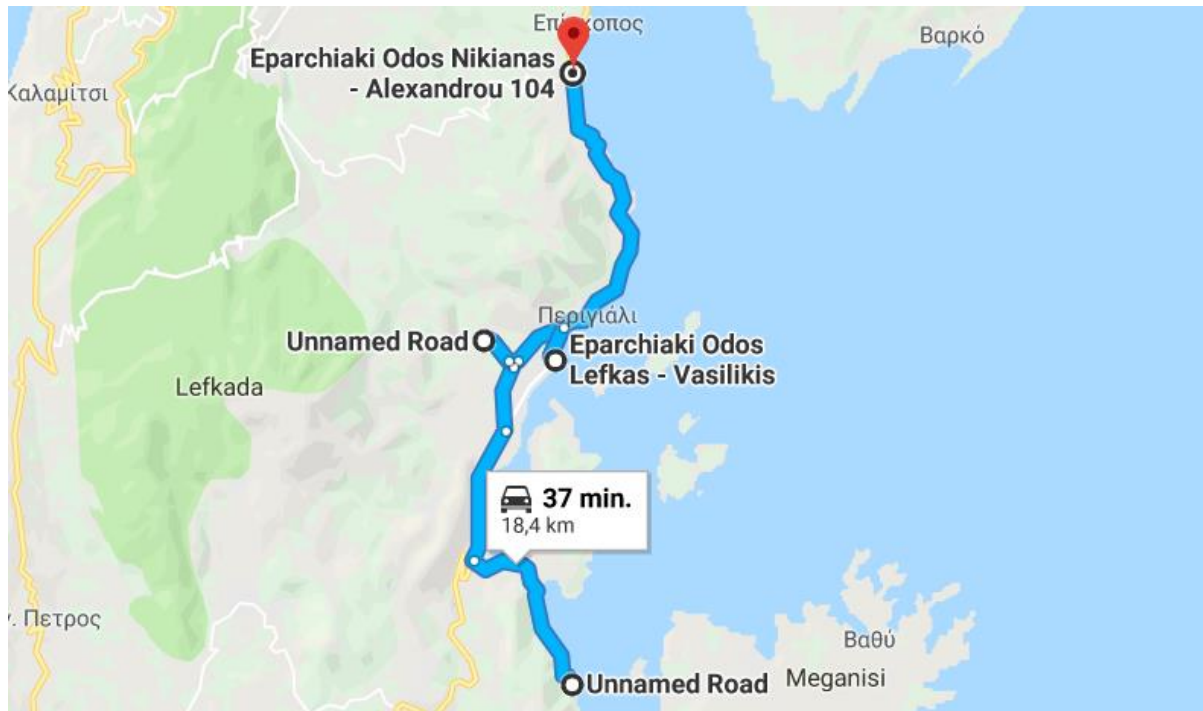 Επίσκοπος
Βαρκό
Eparchiaki Odos Nikianas
- Alexandrou 104
Καλαμίτσι
Περιγιάλι
Unnamed Road
Eparchiaki Odos
Lefkas - Vasilikis
Lefkada
37 min.
18,4 km
. Πετρος
Βαθύ
Unnamed Road
Meganisi